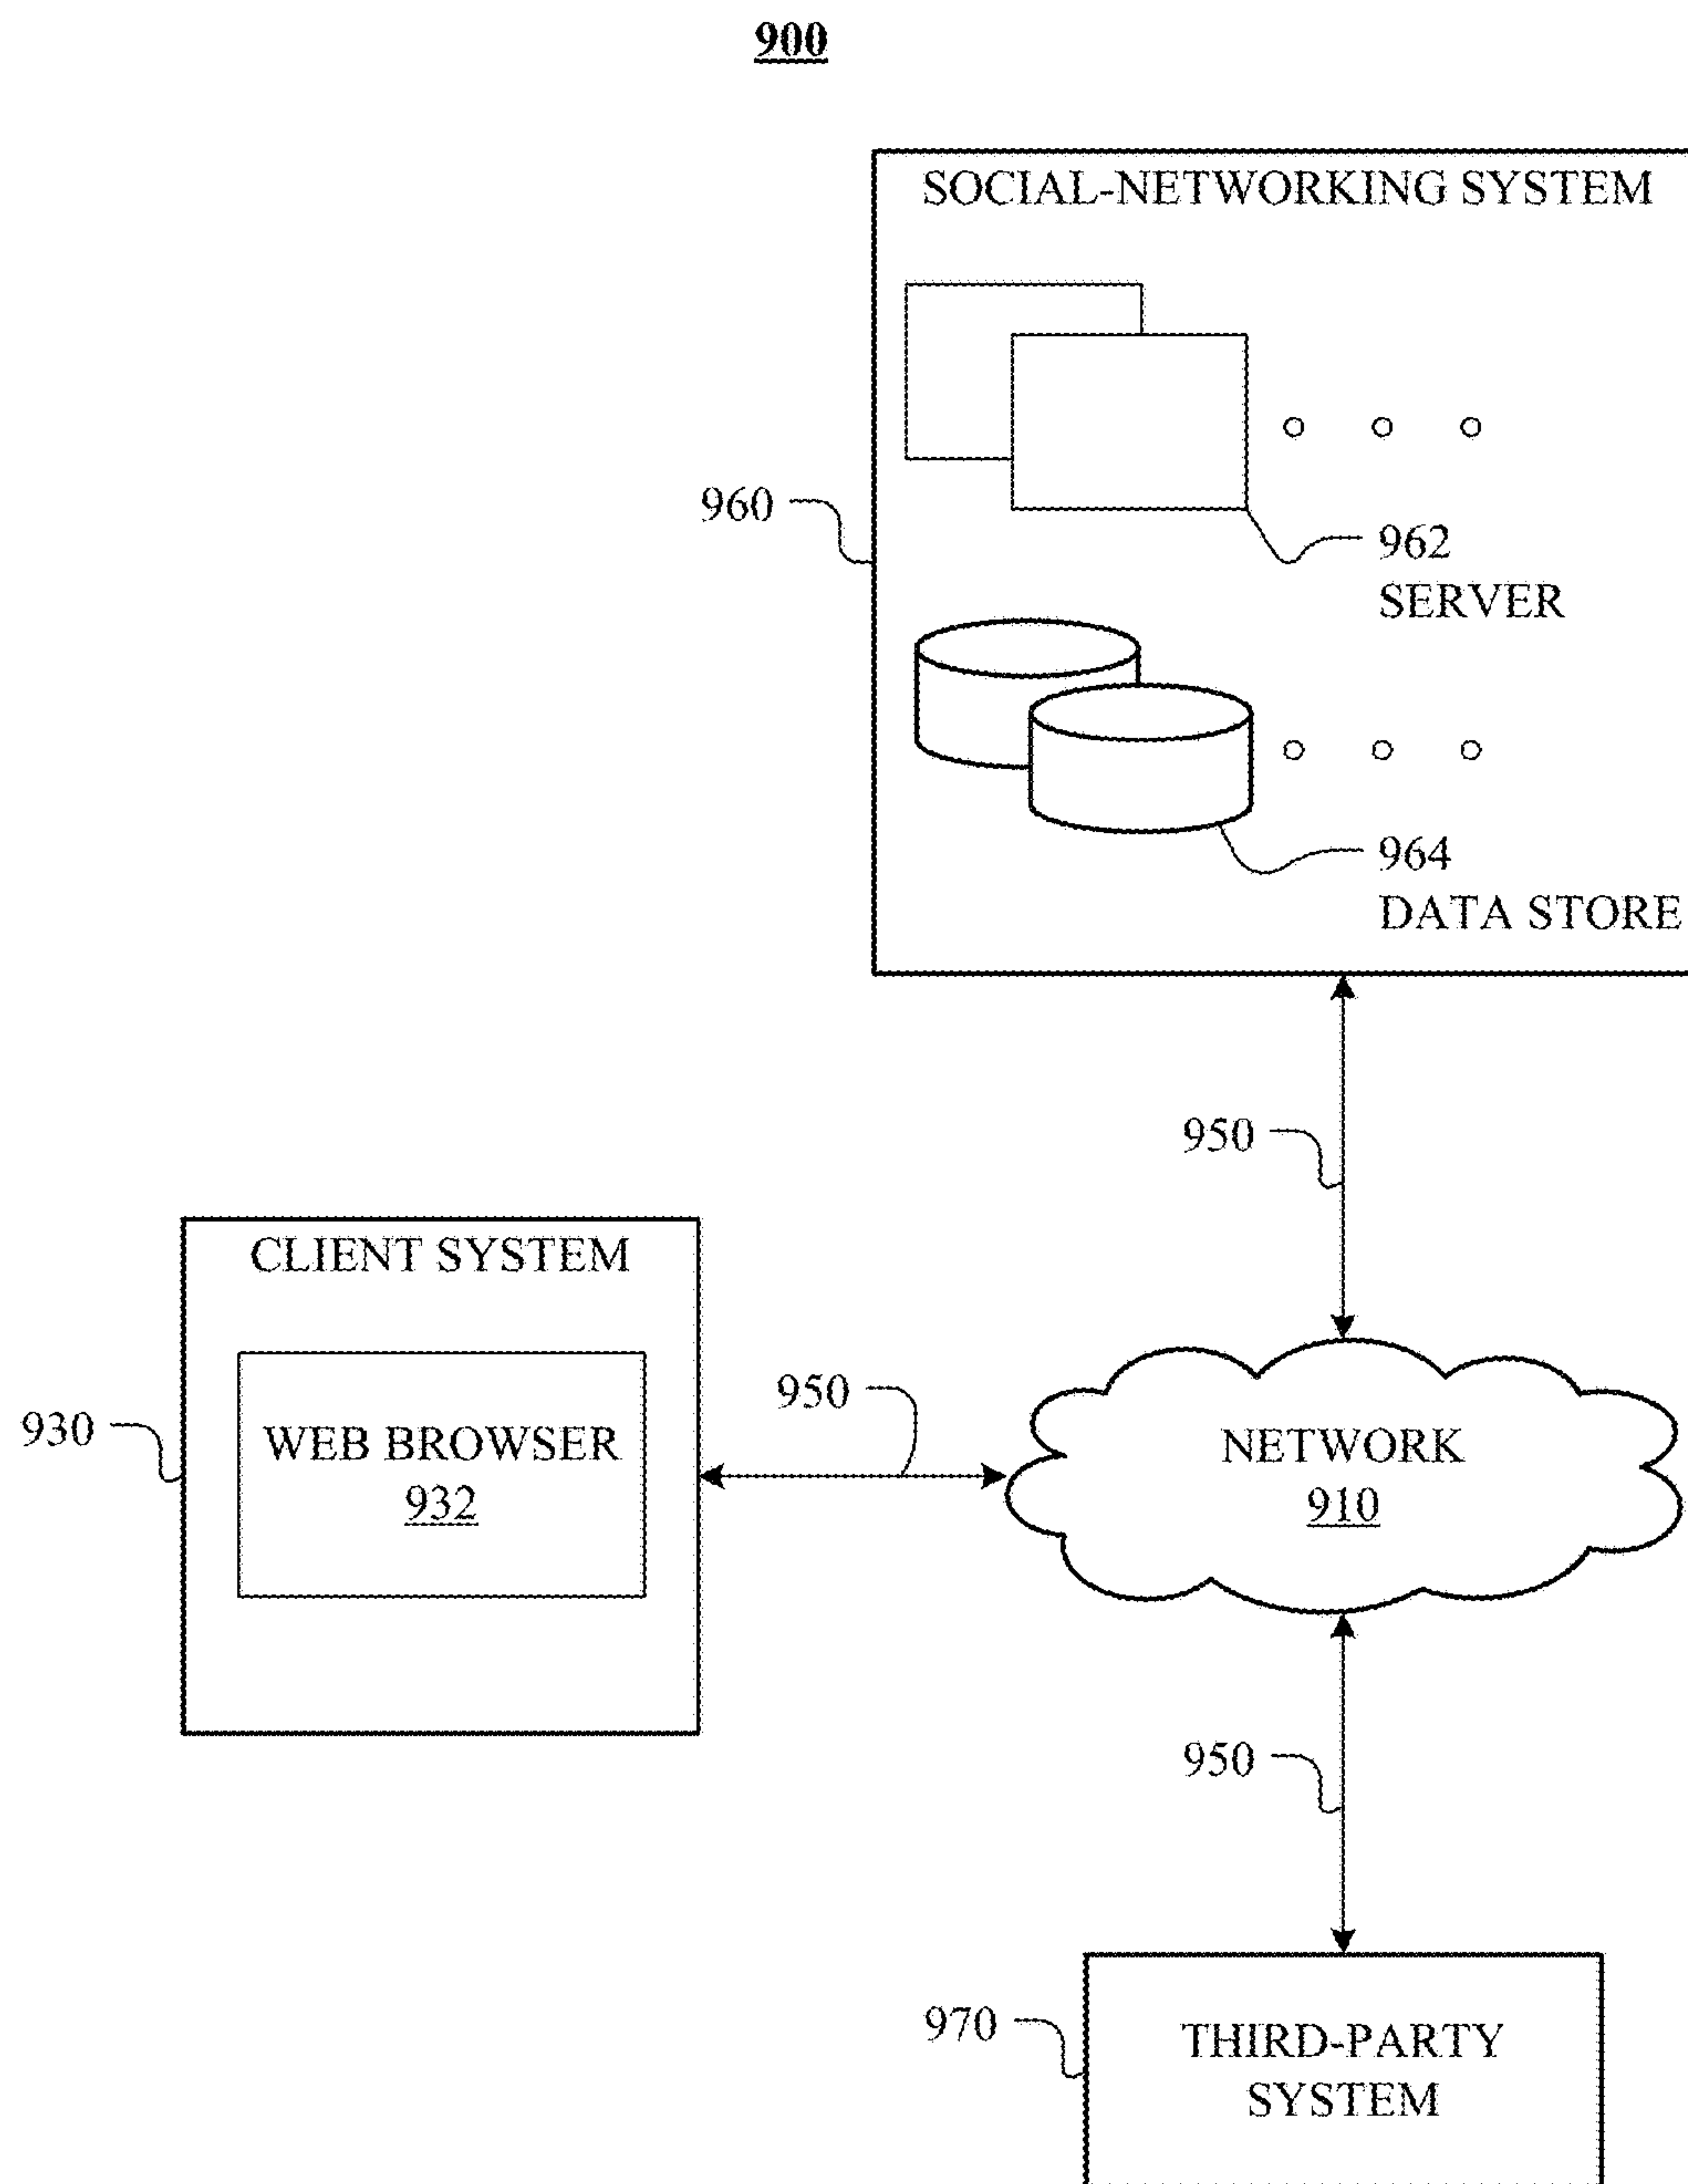 900
SOCIAL-NETWORKING SYSTEM
960
962
SERVER
964
DATA STORE
950
CLIENT SYSTEM
930
WEB BROWSER
932
950
NETWORK
910
950
970
THIRD-PARTY
SYSTEM